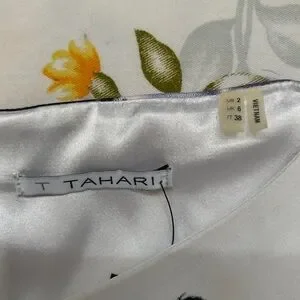 US 2
UK 6
IT 38
VIETNAM
T TAHARI